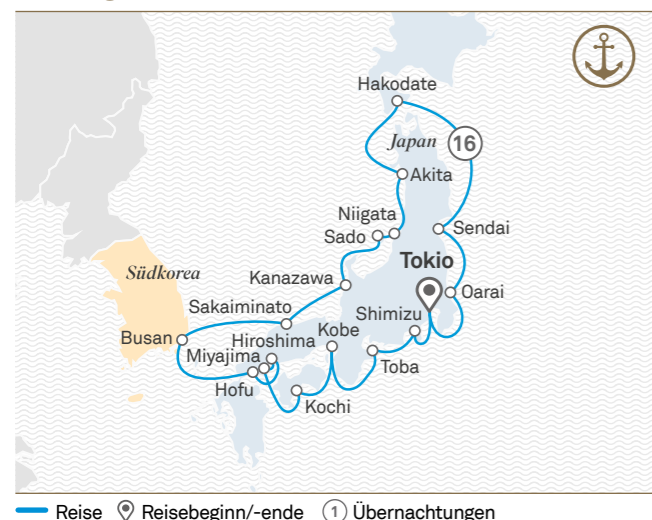 Hakodate
Japan
16
Akita
Niigata
Sado
Sendai
Tokio
Kanazawa
Südkorea
Oarai
Sakaiminato
Shimizu
Busan
Hiroshima
Kobe
Miyajima
Toba
Hofu
Kochi
Reise Reisebeginn/-ende 1 Übernachtungen